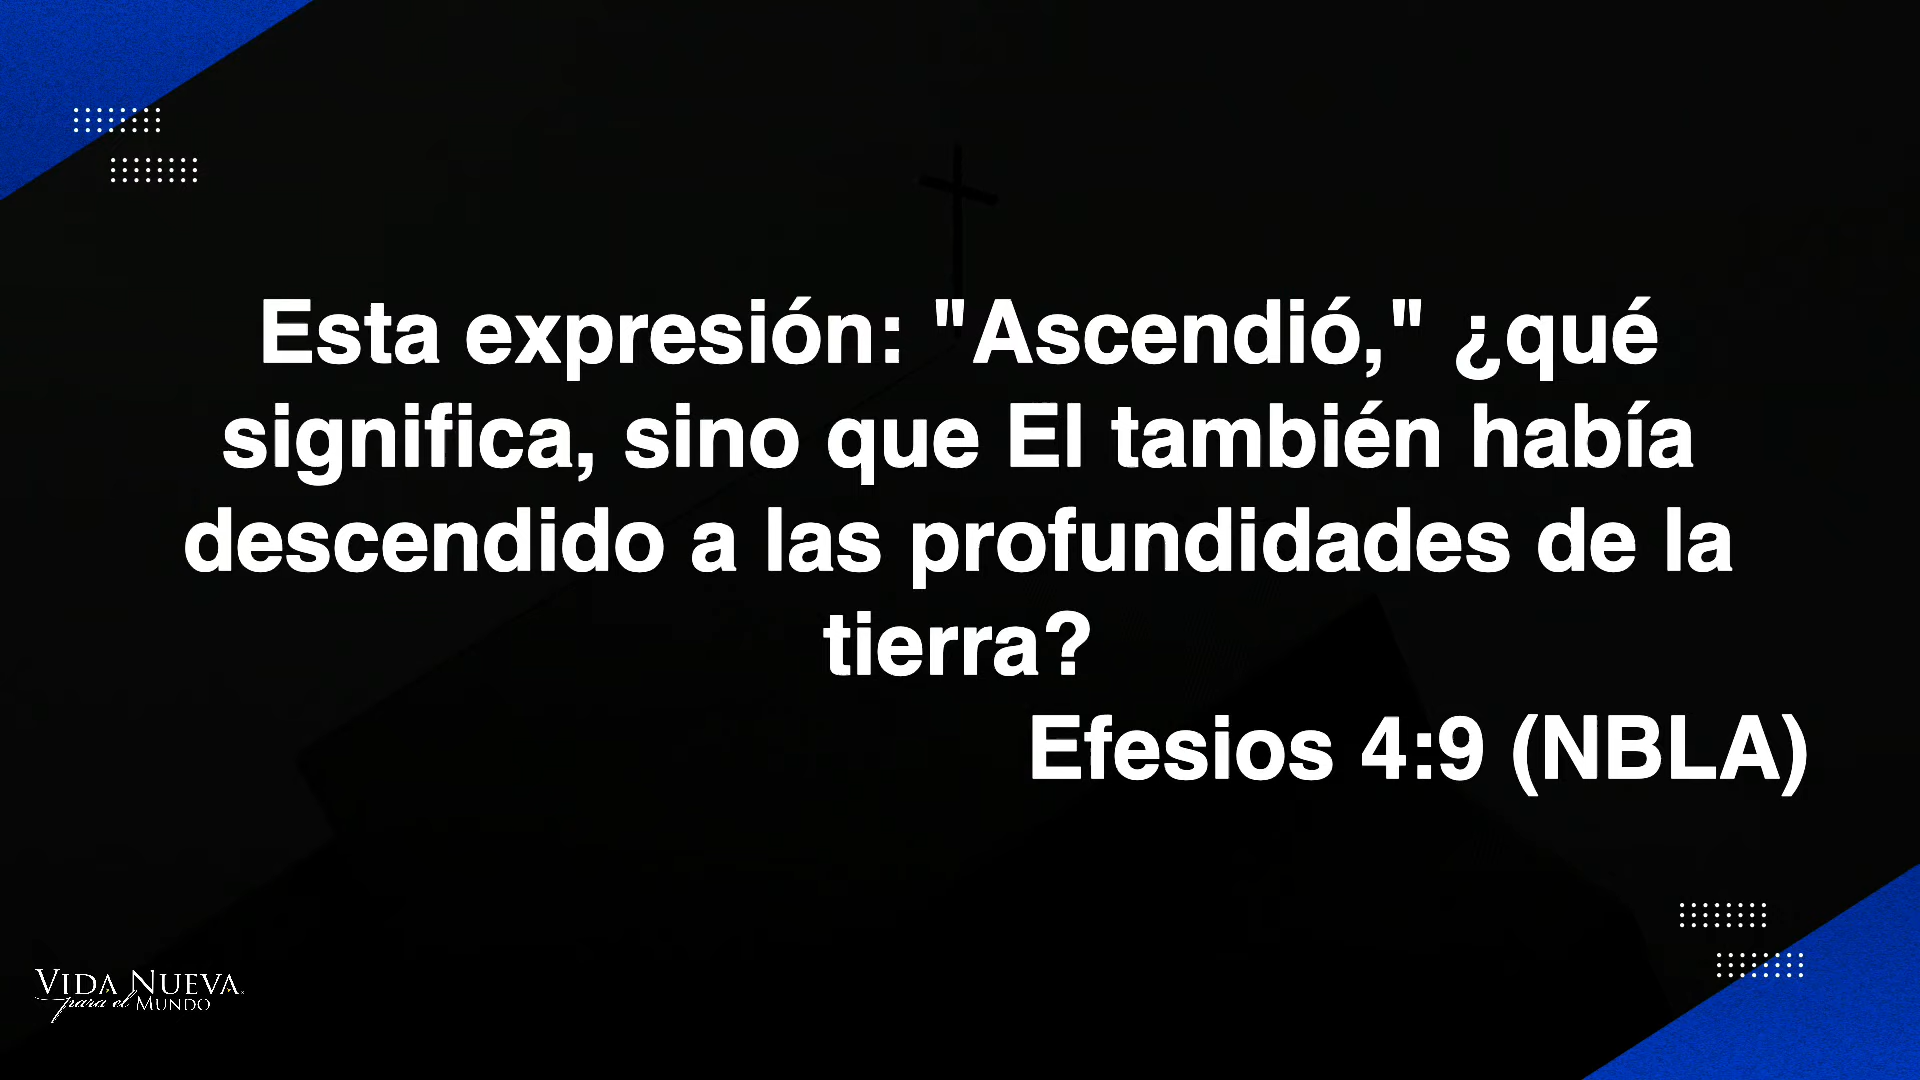 Esta expresión: "Ascendió," ¿qué
significa, sino que El también había
descendido a las profundidades de la
tierra?
Efesios 4:9 (NBLA)
VIDA NUEVA
para el MUNDO